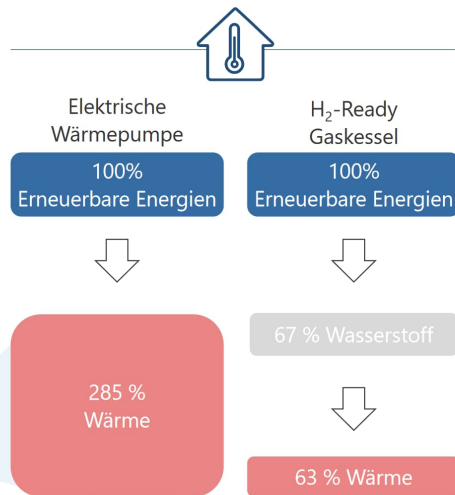 Elektrische
Wärmepumpe
100%
Erneuerbare Energien
285 %
Wärme
H₂-Ready
Gaskessel
100%
Erneuerbare Energien
67 % Wasserstoff
63 % Wärme